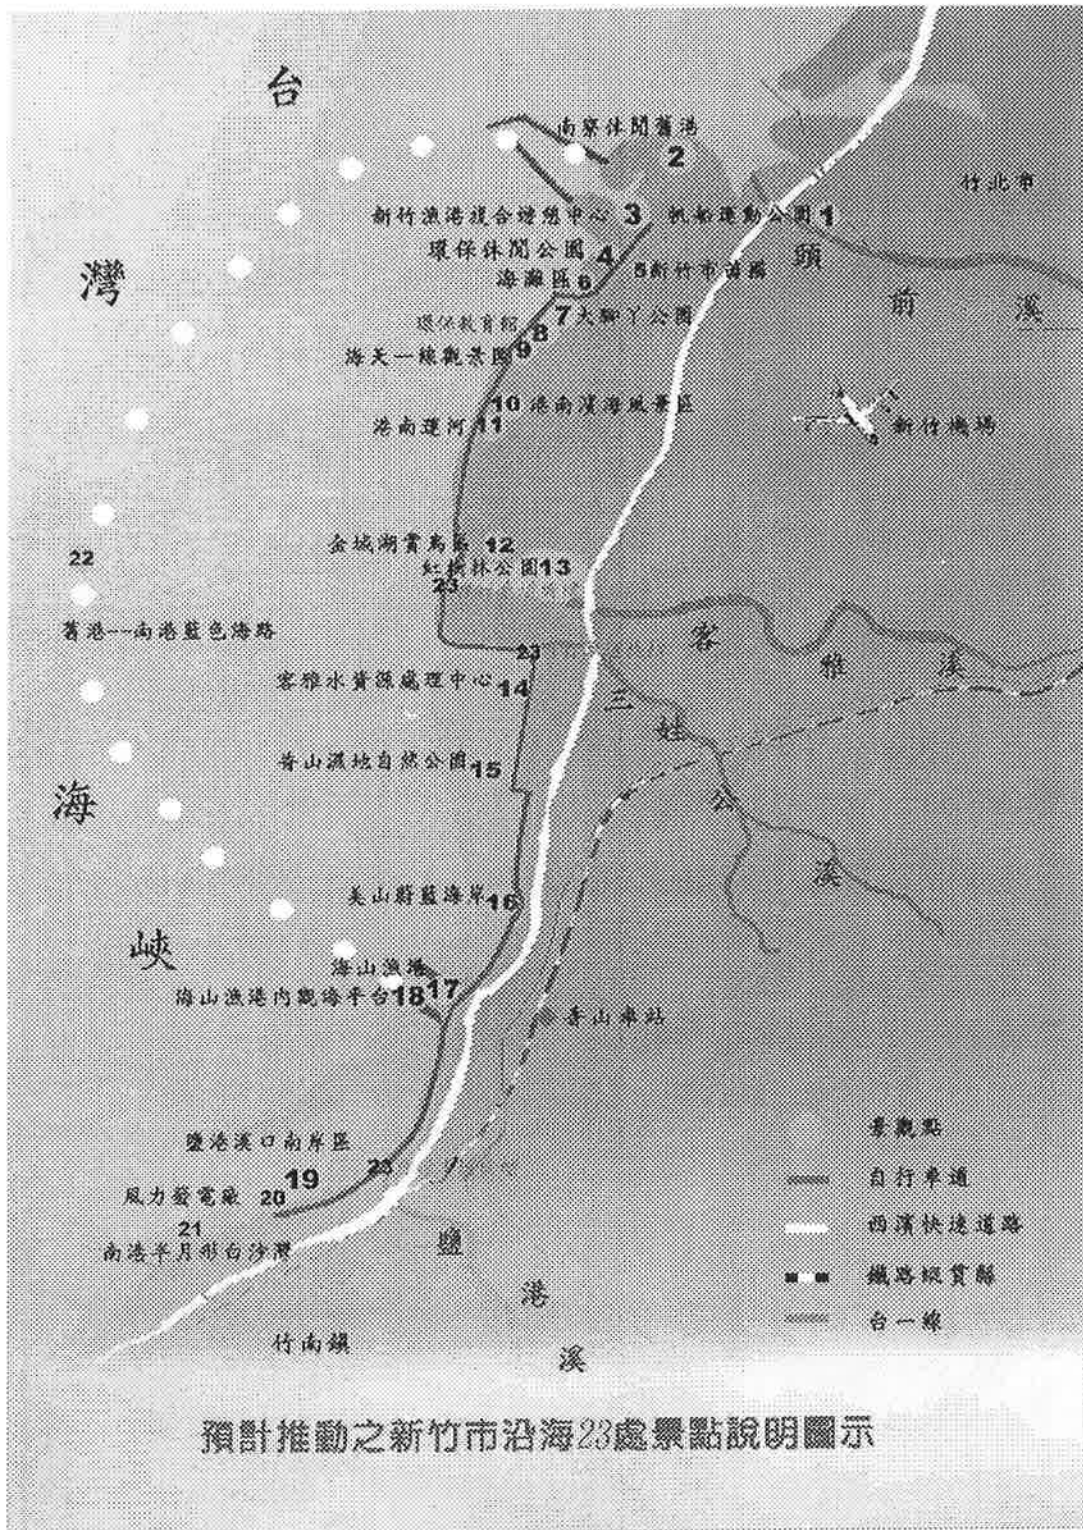 台
灣
海
峽
南寮休閒舊港
2
竹北市
新竹漁港複合憩中心 3
帆船運動公園 1
環保休閒公園 4
5 新竹市
海灘區 6
頭
前
溪
7 大腳丫公園
環保教育館 8
海天一線觀景區 9
10 港南濱海風景區
港南運河 11
新竹機場
金城湖賞鳥區 12
紅樹林公園 13
22
23
舊港--南港藍色海路
23
客
雅
溪
客雅水資源處理中心 14
三
姓
公
溪
香山濕地自然公園 15
美山蔚藍海岸 16
海山漁港
17
海山漁港內觀海平台 18
香山車站
鹽港溪口南岸區
19
23
風力發電廠 20
21
南港半月形白沙灣
鹽
港
溪
竹南鎮
景觀點
自行車道
西濱快速道路
鐵路縱貫縣
台一線
預計推動之新竹市沿海23處景點說明圖示